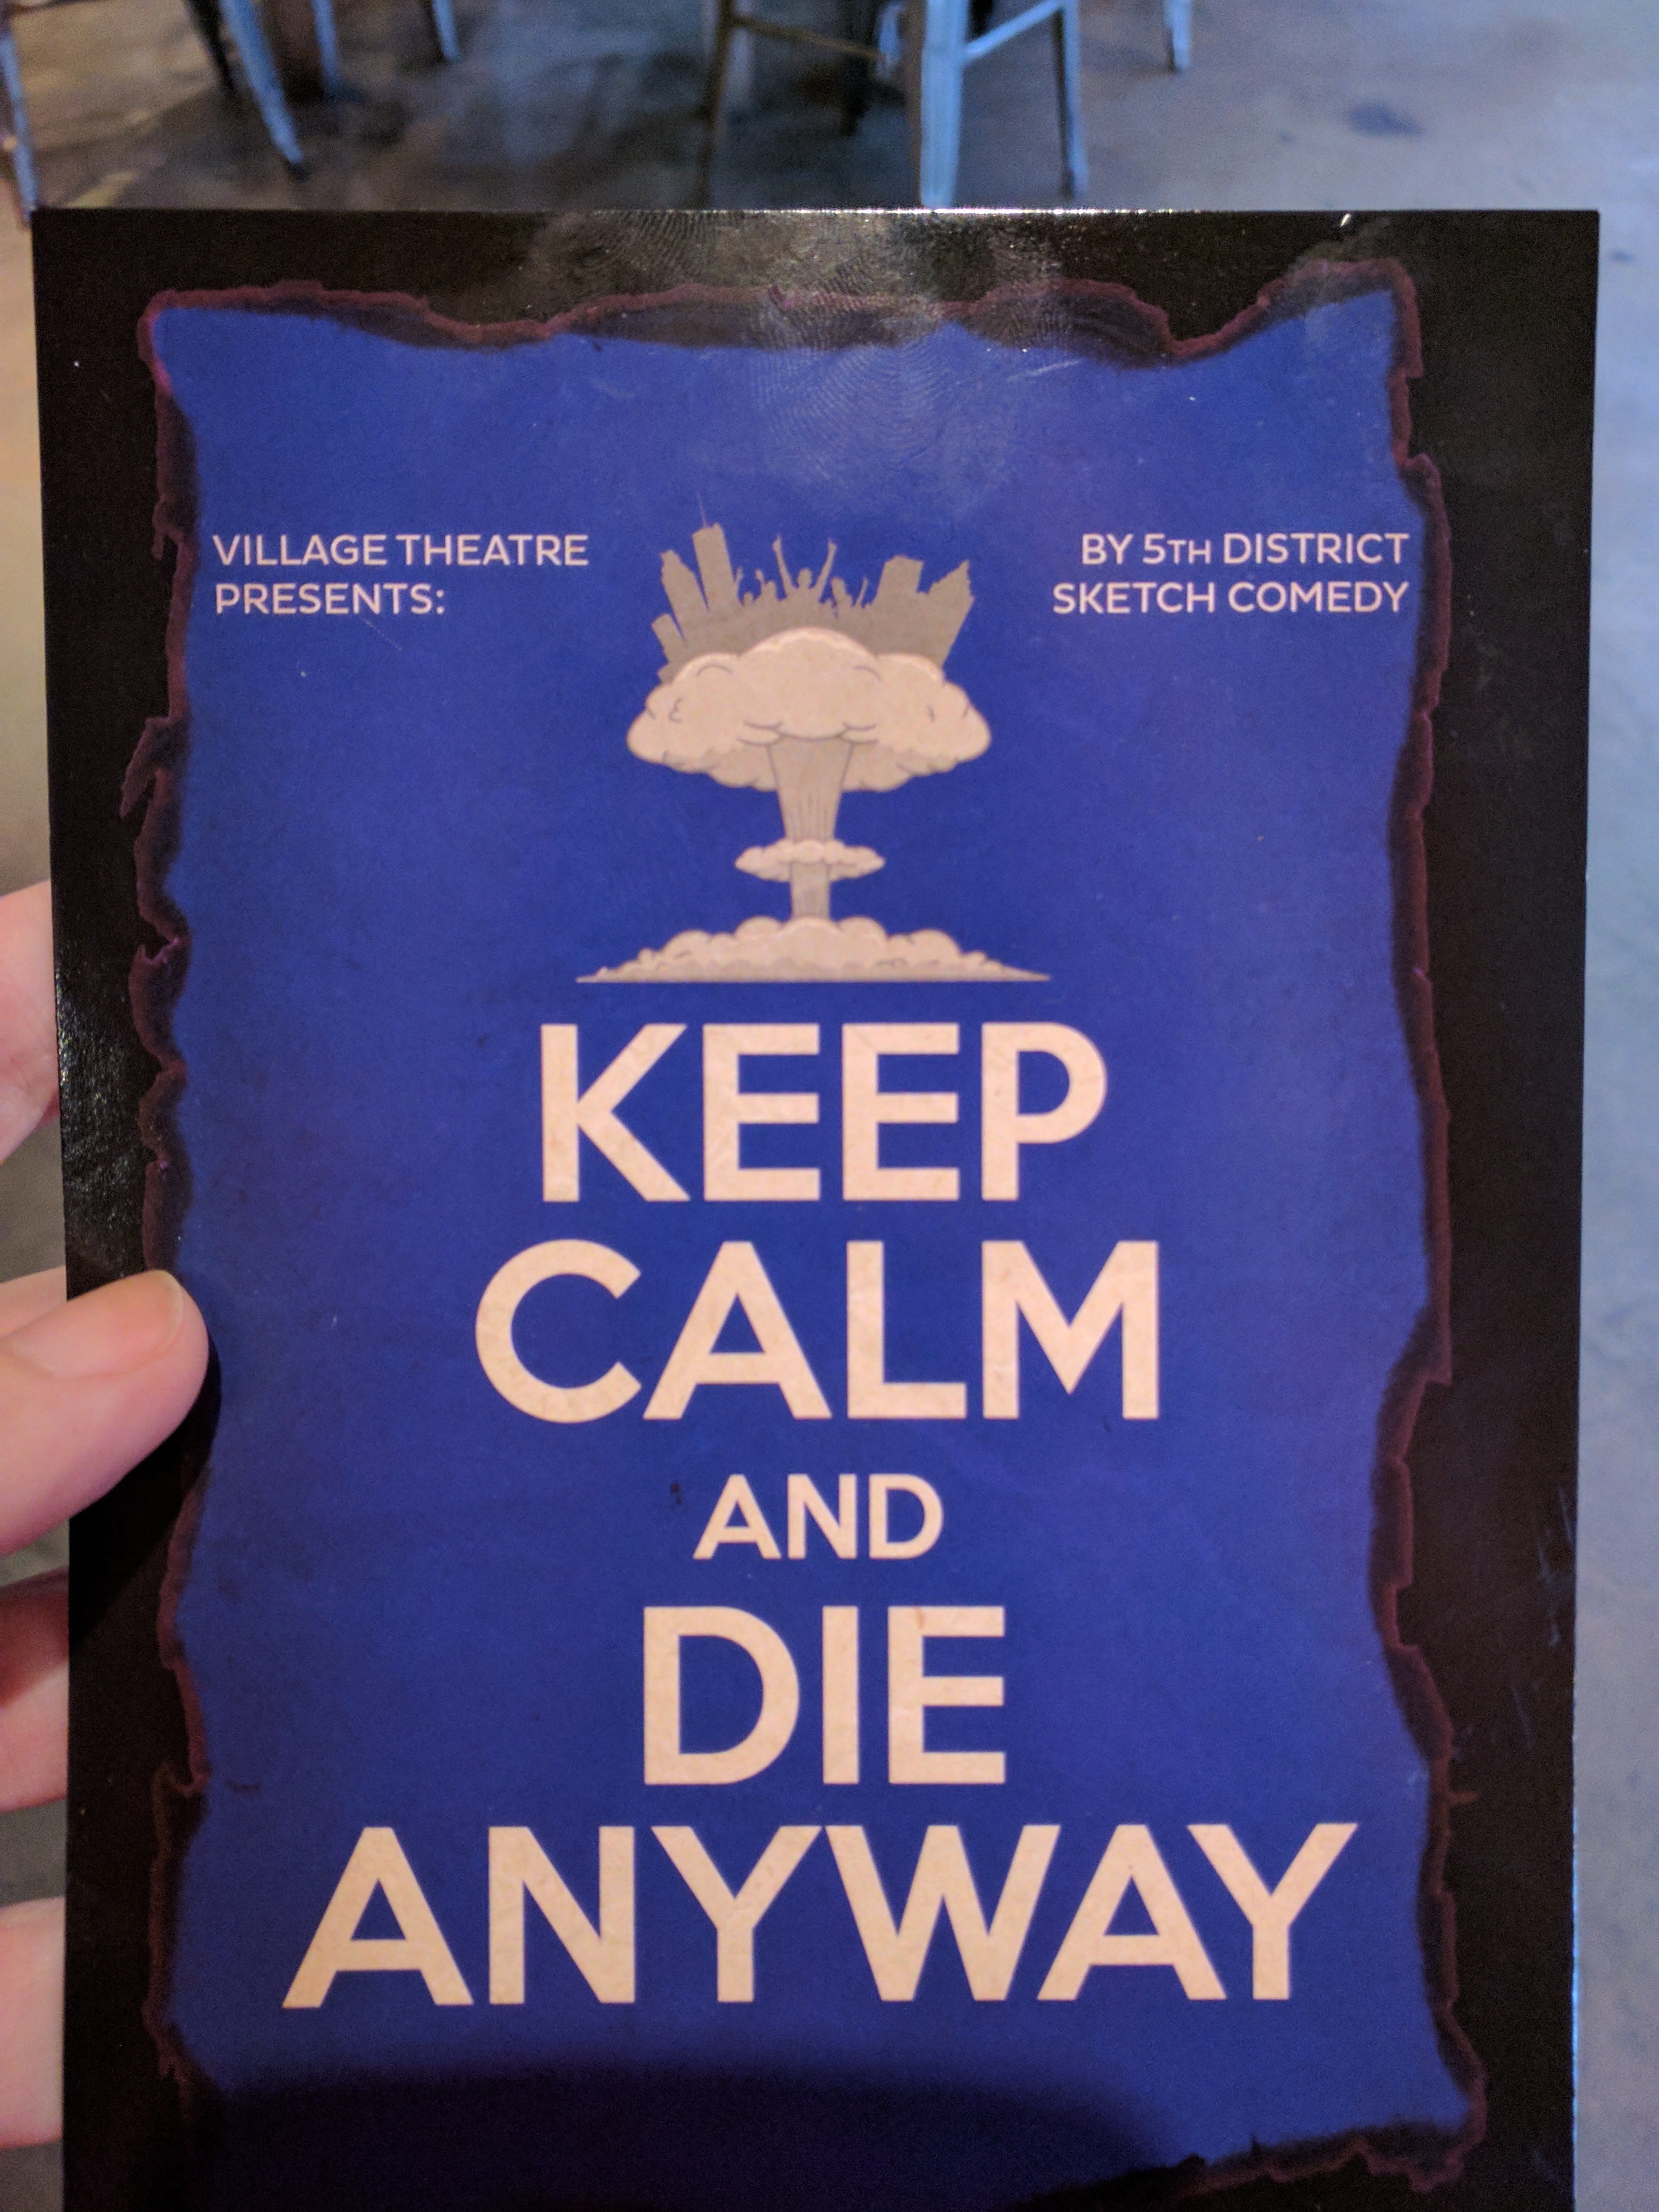 VILLAGE THEATRE
PRESENTS:
BY 5TH DISTRICT
SKETCH COMEDY
KEEP
CALM
AND
DIE
ANYWAY